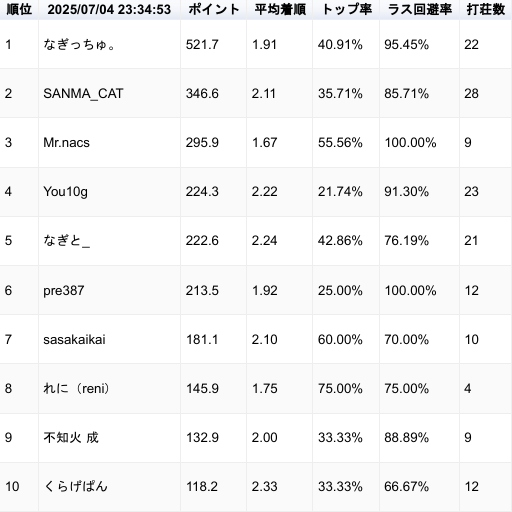 順位 2025/07/04 23:34:53 ポイント 平均着順 トップ率 ラス回避率 打荘数
1 なぎっちゅ。 521.7 1.91 40.91% 95.45% 22
2 SANMA_CAT 346.6 2.11 35.71% 85.71% 28
3 Mr.nacs 295.9 1.67 55.56% 100.00% 9
4 You10g 224.3 2.22 21.74% 91.30% 23
5 なぎと_ 222.6 2.24 42.86% 76.19% 21
6 pre387 213.5 1.92 25.00% 100.00% 12
7 sasakaikai 181.1 2.10 60.00% 70.00% 10
8 れに（reni） 145.9 1.75 75.00% 75.00% 4
9 不知火 成 132.9 2.00 33.33% 88.89% 9
10 くらげぱん 118.2 2.33 33.33% 66.67% 12